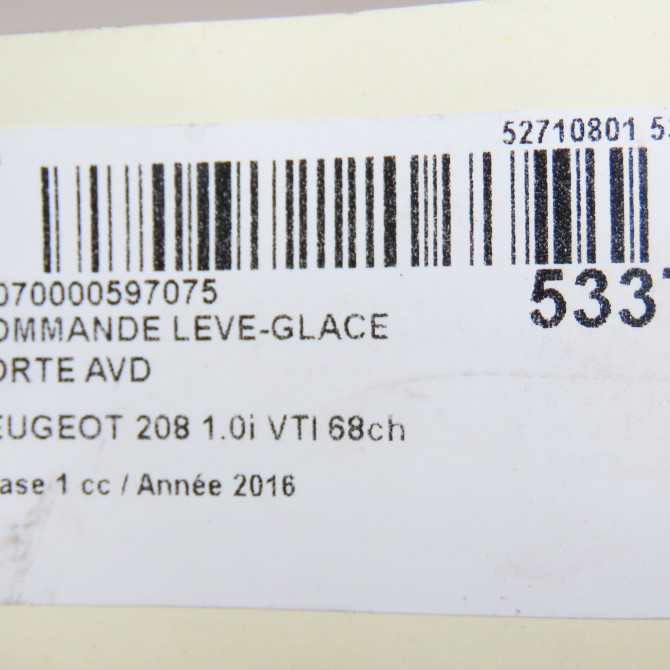 52710801 53
070000597075
533
OMMANDE LEVE-GLACE
ORTE AVD
EUGEOT 208 1.0i VTI 68ch
ase 1 cc / Année 2016